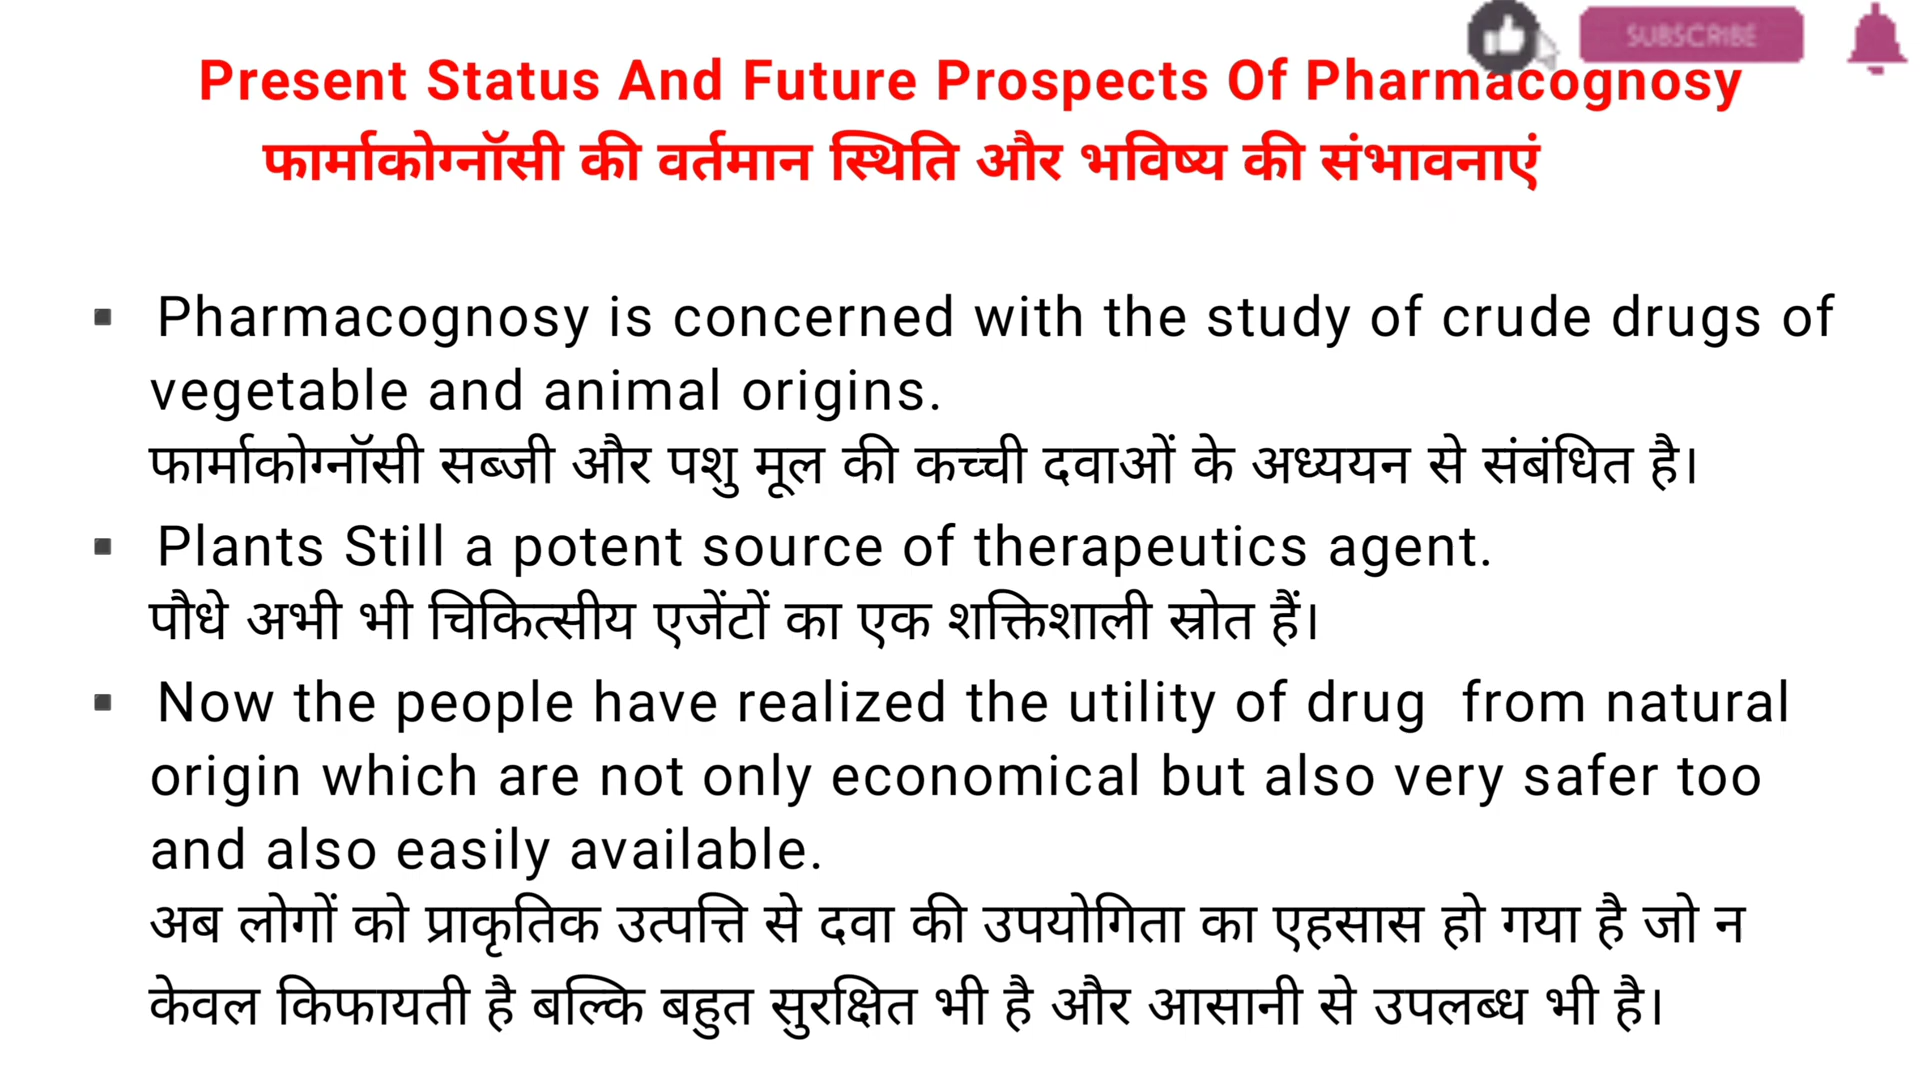 SUBSCRIBE
Present Status And Future Prospects Of Pharmacognosy
फार्माकोग्नॉसी की वर्तमान स्थिति और भविष्य की संभावनाएं
▪ Pharmacognosy is concerned with the study of crude drugs of
vegetable and animal origins.
फार्माकोग्नॉसी सब्जी और पशु मूल की कच्ची दवाओं के अध्ययन से संबंधित है।
▪ Plants Still a potent source of therapeutics agent.
पौधे अभी भी चिकित्सीय एजेंटों का एक शक्तिशाली स्रोत हैं।
▪ Now the people have realized the utility of drug  from natural
origin which are not only economical but also very safer too
and also easily available.
अब लोगों को प्राकृतिक उत्पत्ति से दवा की उपयोगिता का एहसास हो गया है जो न
केवल किफायती है बल्कि बहुत सुरक्षित भी है और आसानी से उपलब्ध भी है।